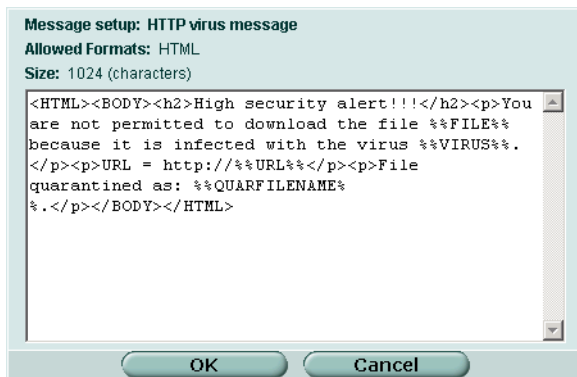 Message setup: HTTP virus message
Allowed Formats: HTML
Size: 1024 (characters)
<HTML><BODY><h2>High security alert!!!</h2><p>You
are not permitted to download the file %%FILE%%
because it is infected with the virus %%VIRUS%%.
</p><p>URL = http://%%URL%%</p><p>File
quarantined as: %%QUARFILENAME%
%.</p></BODY></HTML>
OK Cancel